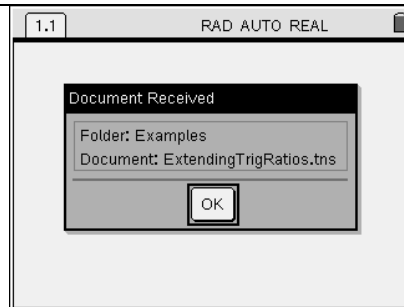 1.1 RAD AUTO REAL
Document Received
Folder: Examples
Document: ExtendingTrigRatios.tns
OK